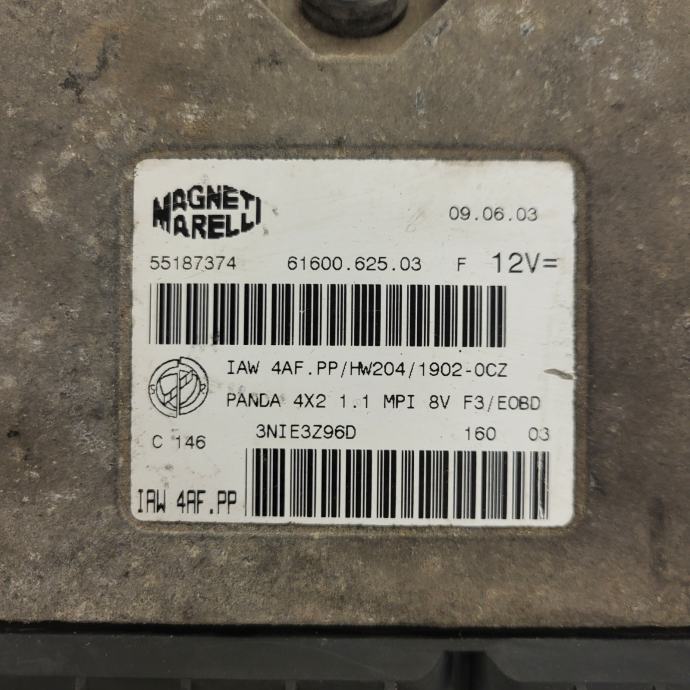 MAGNETI
MARELLI
09.06.03
55187374 61600.625.03 F 12V=
IAW 4AF.PP/HW204/1902-0CZ
PANDA 4X2 1.1 MPI 8V F3/EOBD
3NIE3Z96D 160 03
C 146
IAW 4AF.PP